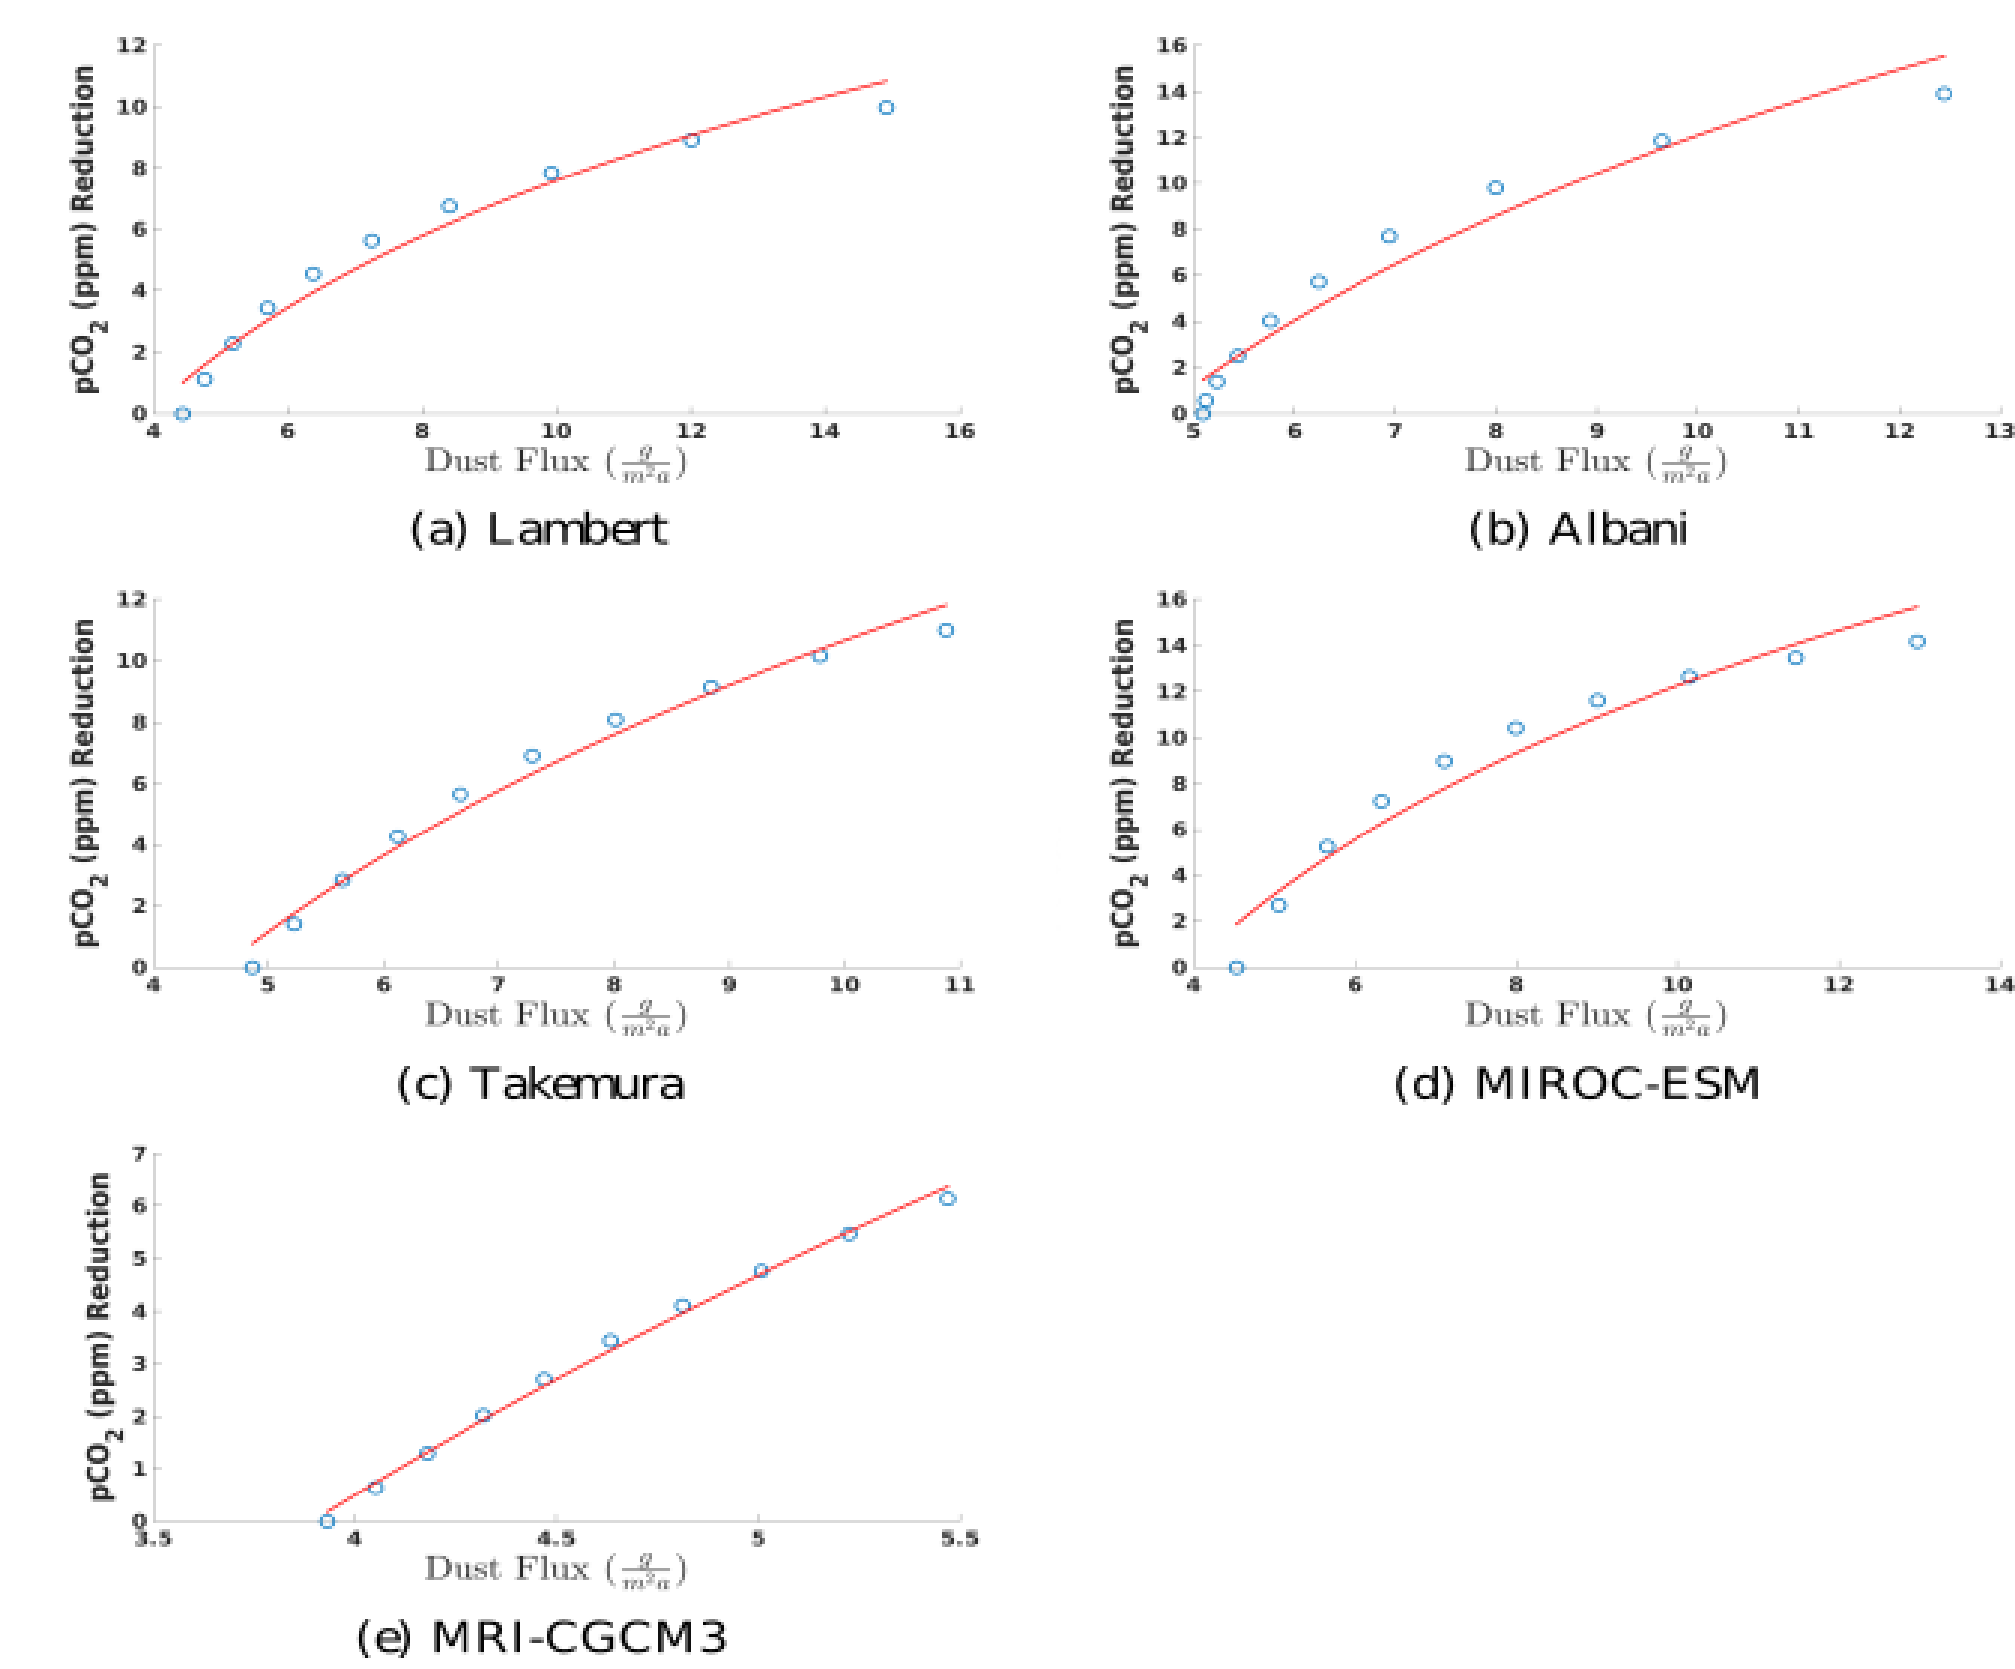 12
10
8
6
4
2
0
pCO2 (ppm) Reduction
4 6 8 10 12 14 16
Dust Flux (g/m²a)
(a) Lambert
16
14
12
10
8
6
4
2
0
pCO2 (ppm) Reduction
5 6 7 8 9 10 11 12 13
Dust Flux (g/m²a)
(b) Albani
12
10
8
6
4
2
0
pCO2 (ppm) Reduction
4 5 6 7 8 9 10 11
Dust Flux (g/m²a)
(c) Takemura
16
14
12
10
8
6
4
2
0
pCO2 (ppm) Reduction
4 6 8 10 12 14
Dust Flux (g/m²a)
(d) MIROC-ESM
7
6
5
4
3
2
1
0
pCO2 (ppm) Reduction
3.5 4 4.5 5 5.5
Dust Flux (g/m²a)
(e) MRI-CGCM3